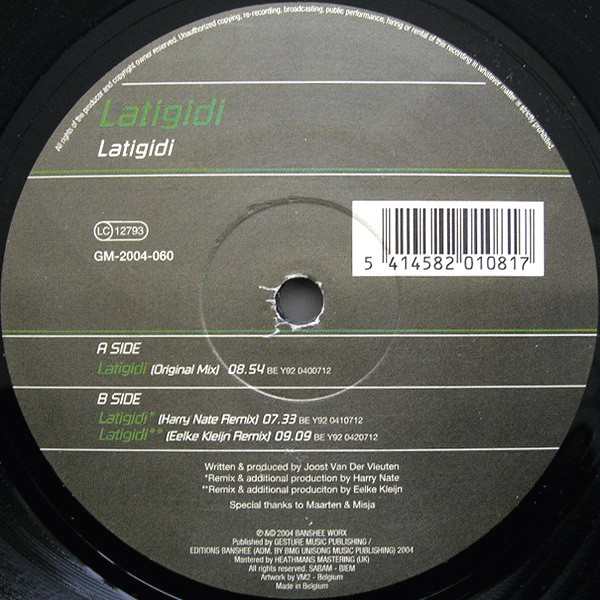 All rights of the producer and copyright owner reserved. Unauthorized copying, re-recording, broadcasting, public performance, hiring or rental of this recording in whatever matter is strictly prohibited
Latigidi
Latigidi
LC 12793
GM-2004-060
5 414582 010817
A SIDE
Latigidi (Original Mix) 08.54 BE Y92 0400712
B SIDE
Latigidi* (Harry Nate Remix) 07.33 BE Y92 0410712
Latigidi** (Eelke Kleijn Remix) 09.09 BE Y92 0420712
Written & produced by Joost Van Der Vleuten
*Remix & additional production by Harry Nate
**Remix & additional produciton by Eelke Kleijn
Special thanks to Maarten & Misja
℗&© 2004 BANSHEE WORX
Published by GESTURE MUSIC PUBLISHING /
EDITIONS BANSHEE (ADM. BY BMG UNISONG MUSIC PUBLISHING) 2004
Mastered by HEATHMANS MASTERING (UK)
All rights reserved. SABAM - BIEM
Artwork by VM2 - Belgium
Made in Belgium